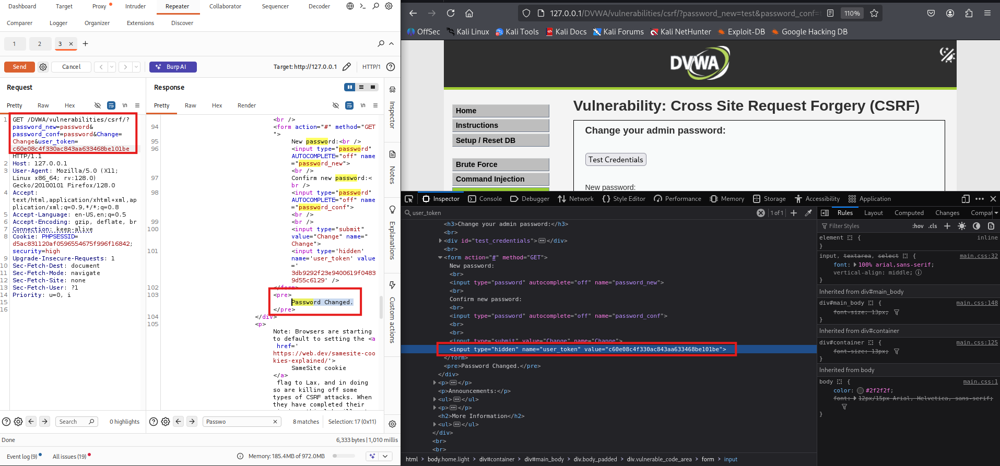 Dashboard Target Proxy Intruder Repeater Collaborator Sequencer Decoder
Comparer Logger Organizer Extensions Discover
1 2 3 × +
Send Cancel Burp AI Target: http://127.0.0.1 HTTP/1
Request
Pretty Raw Hex \n
1 GET /DVWA/vulnerabilities/csrf/?
password_new=password&
password_conf=password&Change=
Change&user_token=
c60e08c4f330ac843aa633468be101be
HTTP/1.1
2 Host: 127.0.0.1
3 User-Agent: Mozilla/5.0 (X11;
Linux x86_64; rv:128.0)
Gecko/20100101 Firefox/128.0
4 Accept:
text/html,application/xhtml+xml,ap
plication/xml;q=0.9,*/*;q=0.8
5 Accept-Language: en-US,en;q=0.5
6 Accept-Encoding: gzip, deflate, br
7 Connection: keep-alive
8 Cookie: PHPSESSID=
d5ac831120af0596554675f996f16842;
security=high
9 Upgrade-Insecure-Requests: 1
10 Sec-Fetch-Dest: document
11 Sec-Fetch-Mode: navigate
12 Sec-Fetch-Site: none
13 Sec-Fetch-User: ?1
14 Priority: u=0, i
15
16
Search 0 highlights
Response
Pretty Raw Hex Render \n
<br />
94 <form action="#" method="GET
">
95 New password:<br />
96 <input type="password"
AUTOCOMPLETE="off" name
="password_new">
<br />
97 Confirm new password:<
br />
98 <input type="password"
AUTOCOMPLETE="off" name
="password_conf">
<br />
99 <br />
100 <input type="submit"
value="Change" name="
Change">
101 <input type='hidden'
name='user_token' value
='
3db9292f23e9400619f0483
9d55c6129' />
102 </form>
103 <pre>
Password Changed.
</pre>
104 </div>
105 <p>
Note: Browsers are starting
to default to setting the <a
href='
https://web.dev/samesite-co
okies-explained/'>
SameSite cookie
</a>
flag to Lax, and in doing
so are killing off some
types of CSRF attacks. When
they have completed their
Passwo × 8 matches Selection: 17 (0x11)
Inspector
Notes
Explanations
Custom actions
Done 6,333 bytes | 1,010 millis
Event log (9) All issues (19) Memory: 185.4MB of 972.0MB
127.0.0.1/DVWA/vulnerabilities/csrf/?password_new=test&password_conf=t 110%
OffSec Kali Linux Kali Tools Kali Docs Kali Forums Kali NetHunter Exploit-DB Google Hacking DB
DVWA
Home
Instructions
Setup / Reset DB
Brute Force
Command Injection
Vulnerability: Cross Site Request Forgery (CSRF)
Change your admin password:
Test Credentials
New password:
Inspector Console Debugger Network Style Editor Performance Memory Storage Accessibility Application
user_token 1 of 1 +
<h3>Change your admin password:</h3>
<br>
<div id="test_credentials"></div>
<br>
<form action="#" method="GET">
New password:
<br>
<input type="password" autocomplete="off" name="password_new">
<br>
Confirm new password:
<br>
<input type="password" autocomplete="off" name="password_conf">
<br>
<br>
<input type="submit" value="Change" name="Change">
<input type="hidden" name="user_token" value="c60e08c4f330ac843aa633468be101be">
</form>
<pre>Password Changed.</pre>
</div>
<p></p>
<p>Announcements:</p>
<ul></ul>
<p></p>
<h2>More Information</h2>
<ul></ul>
</div>
<br>
<br>
html body.home.light div#container div#main_body div.body_padded div.vulnerable_code_area form input
Rules Layout Computed Changes Compat
Filter Styles :hov .cls +
element { inline
}
input, textarea, select { main.css:32
font: 100% arial,sans-serif;
vertical-align: middle;
}
Inherited from div#main_body
div#main_body { main.css:148
font-size: 13px;
}
Inherited from div#container
div#container { main.css:125
font-size: 13px;
}
Inherited from body
body { main.css:1
color: #2f2f2f;
font: 12px/15px Arial, Helvetica, sans-serif;
}